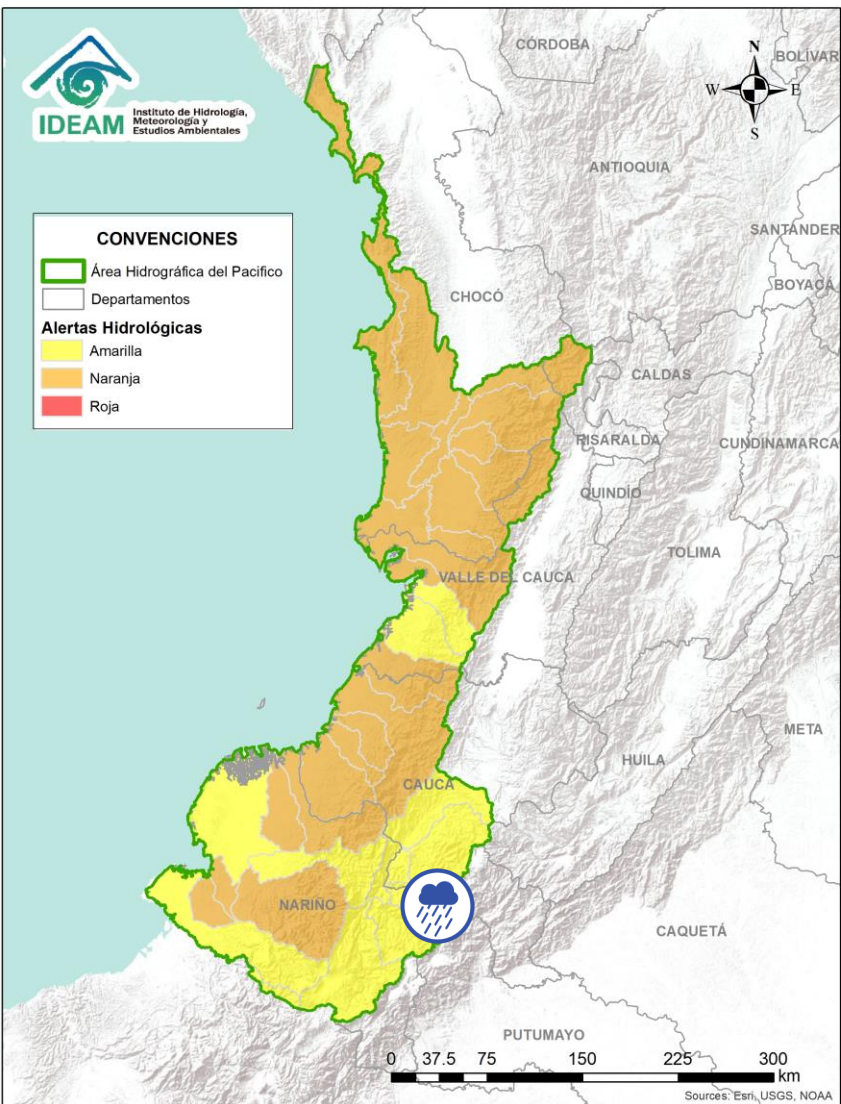 IDEAM
Instituto de Hidrología,
Meteorología y
Estudios Ambientales
CONVENCIONES
Área Hidrográfica del Pacifico
Departamentos
Alertas Hidrológicas
Amarilla
Naranja
Roja
N
W
E
S
CÓRDOBA
BOLÍVAR
ANTIOQUIA
SANTANDER
BOYACÁ
CHOCÓ
CALDAS
RISARALDA
CUNDINAMARCA
QUINDÍO
TOLIMA
VALLE DEL CAUCA
META
HUILA
CAUCA
NARIÑO
CAQUETÁ
PUTUMAYO
0 37.5 75 150 225 300
km
Sources: Esri, USGS, NOAA